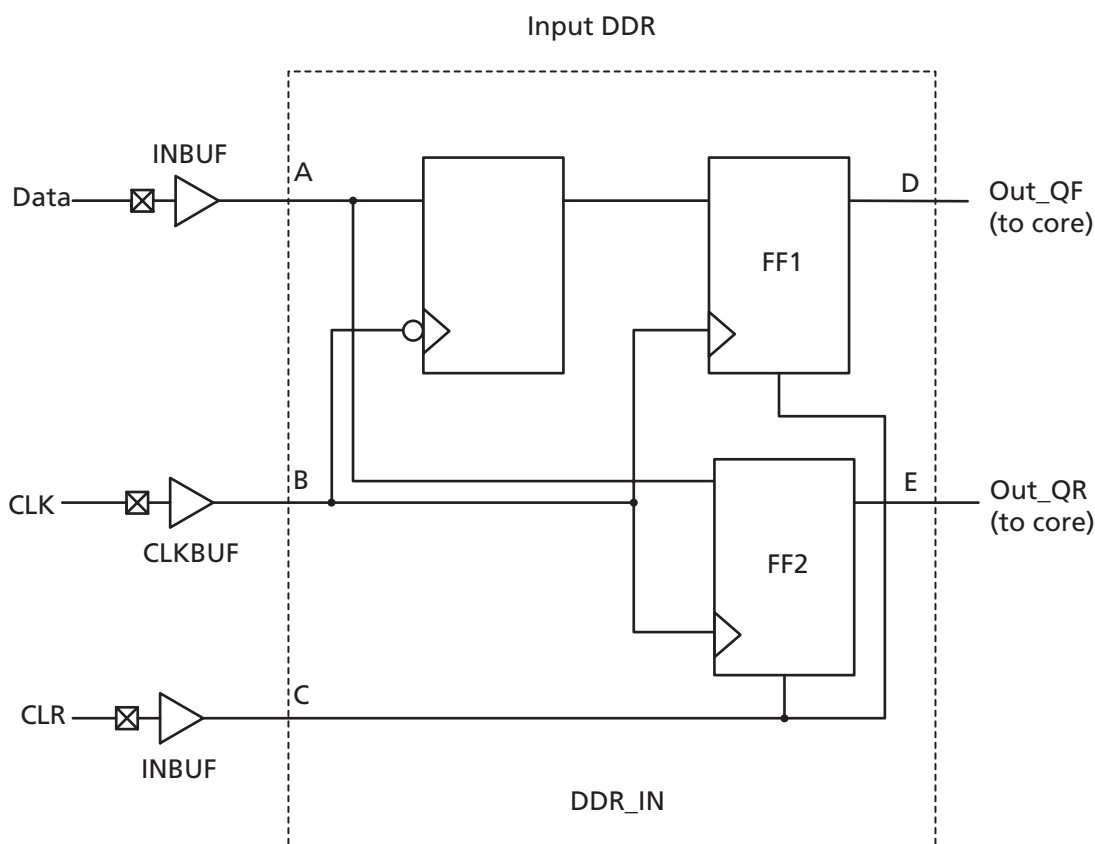 Input DDR
INBUF
Data
A
D
Out_QF
(to core)
FF1
CLK
B
CLKBUF
E
Out_QR
(to core)
FF2
CLR
C
INBUF
DDR_IN